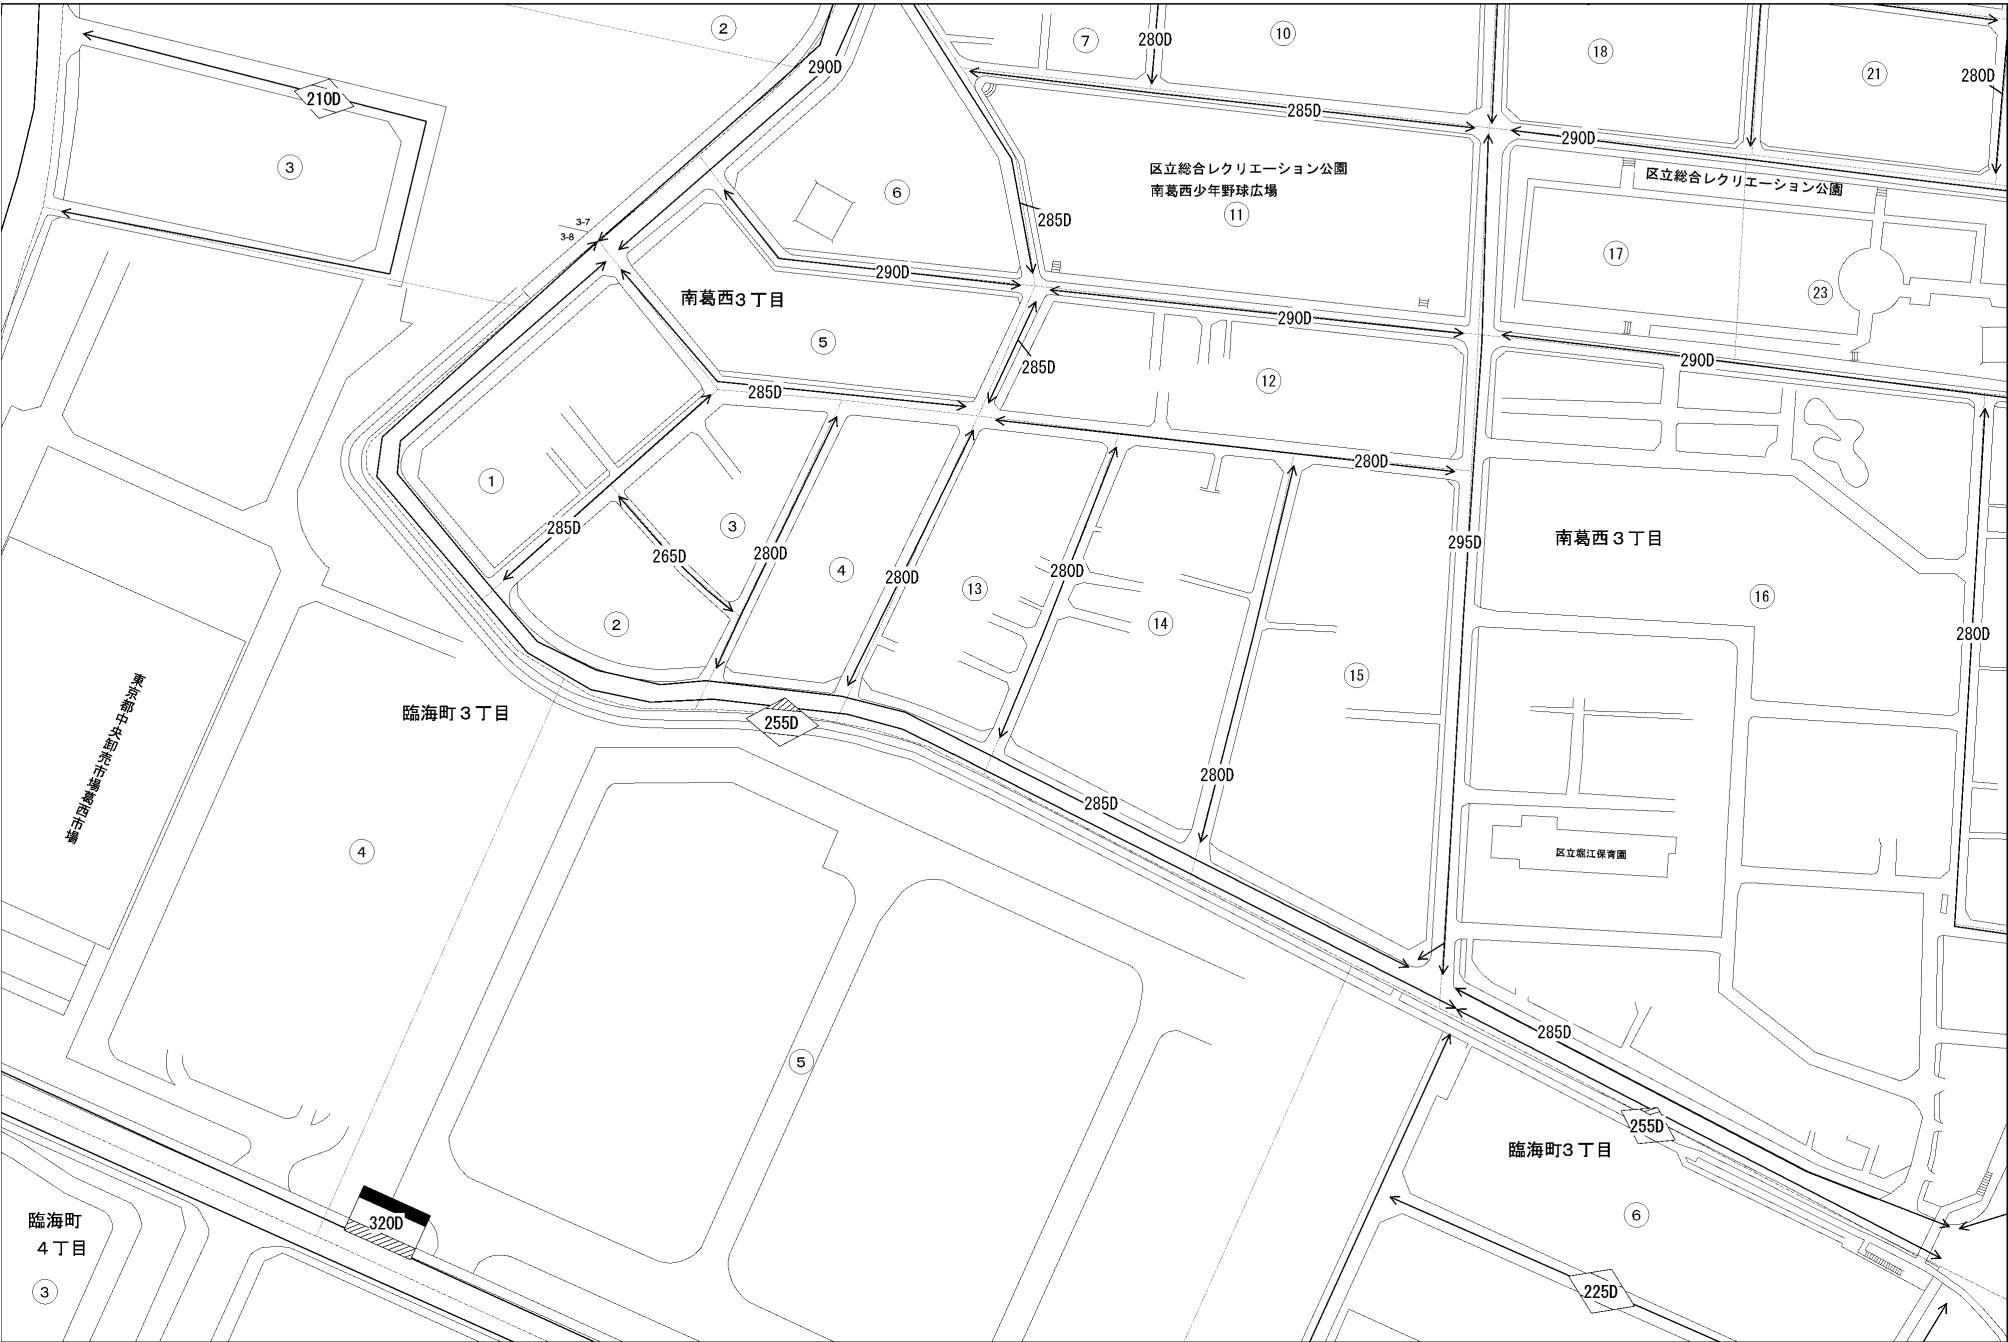 ②
⑦
280D
⑩
⑱
㉑
280D
290D
210D
285D
290D
③
⑥
区立総合レクリエーション公園
南葛西少年野球広場
⑪
区立総合レクリエーション公園
285D
3-7
3-8
⑰
㉓
290D
南葛西3丁目
290D
⑤
285D
290D
⑫
285D
280D
①
285D
③
265D
280D
④
280D
⑬
280D
295D
南葛西3丁目
⑯
②
⑭
280D
⑮
臨海町3丁目
255D
東京都中央卸売市場葛西市場
280D
285D
④
区立堀江保育園
285D
⑤
255D
臨海町3丁目
⑥
320D
臨海町
4丁目
③
225D